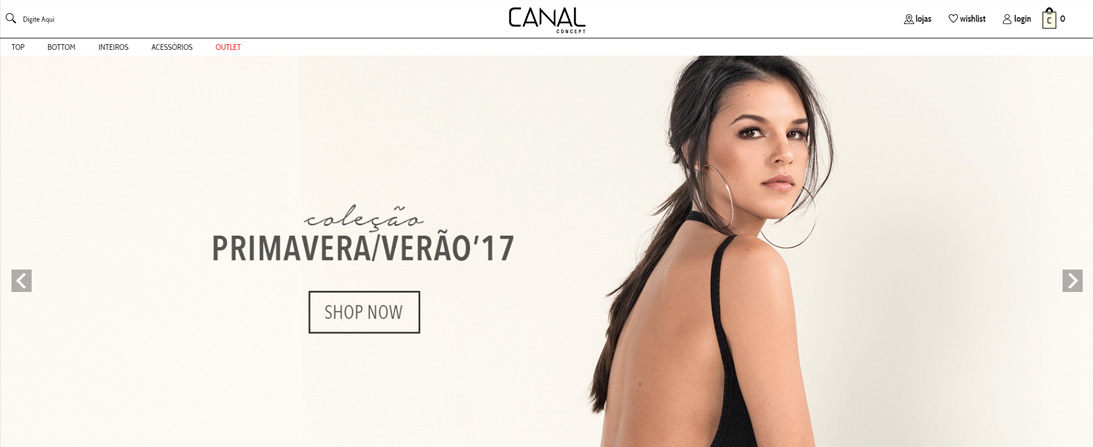 Digite Aqui
CANAL
CONCEPT
lojas
wishlist
login
C
0
TOP
BOTTOM
INTEIROS
ACESSÓRIOS
OUTLET
coleção
PRIMAVERA/VERÃO'17
SHOP NOW